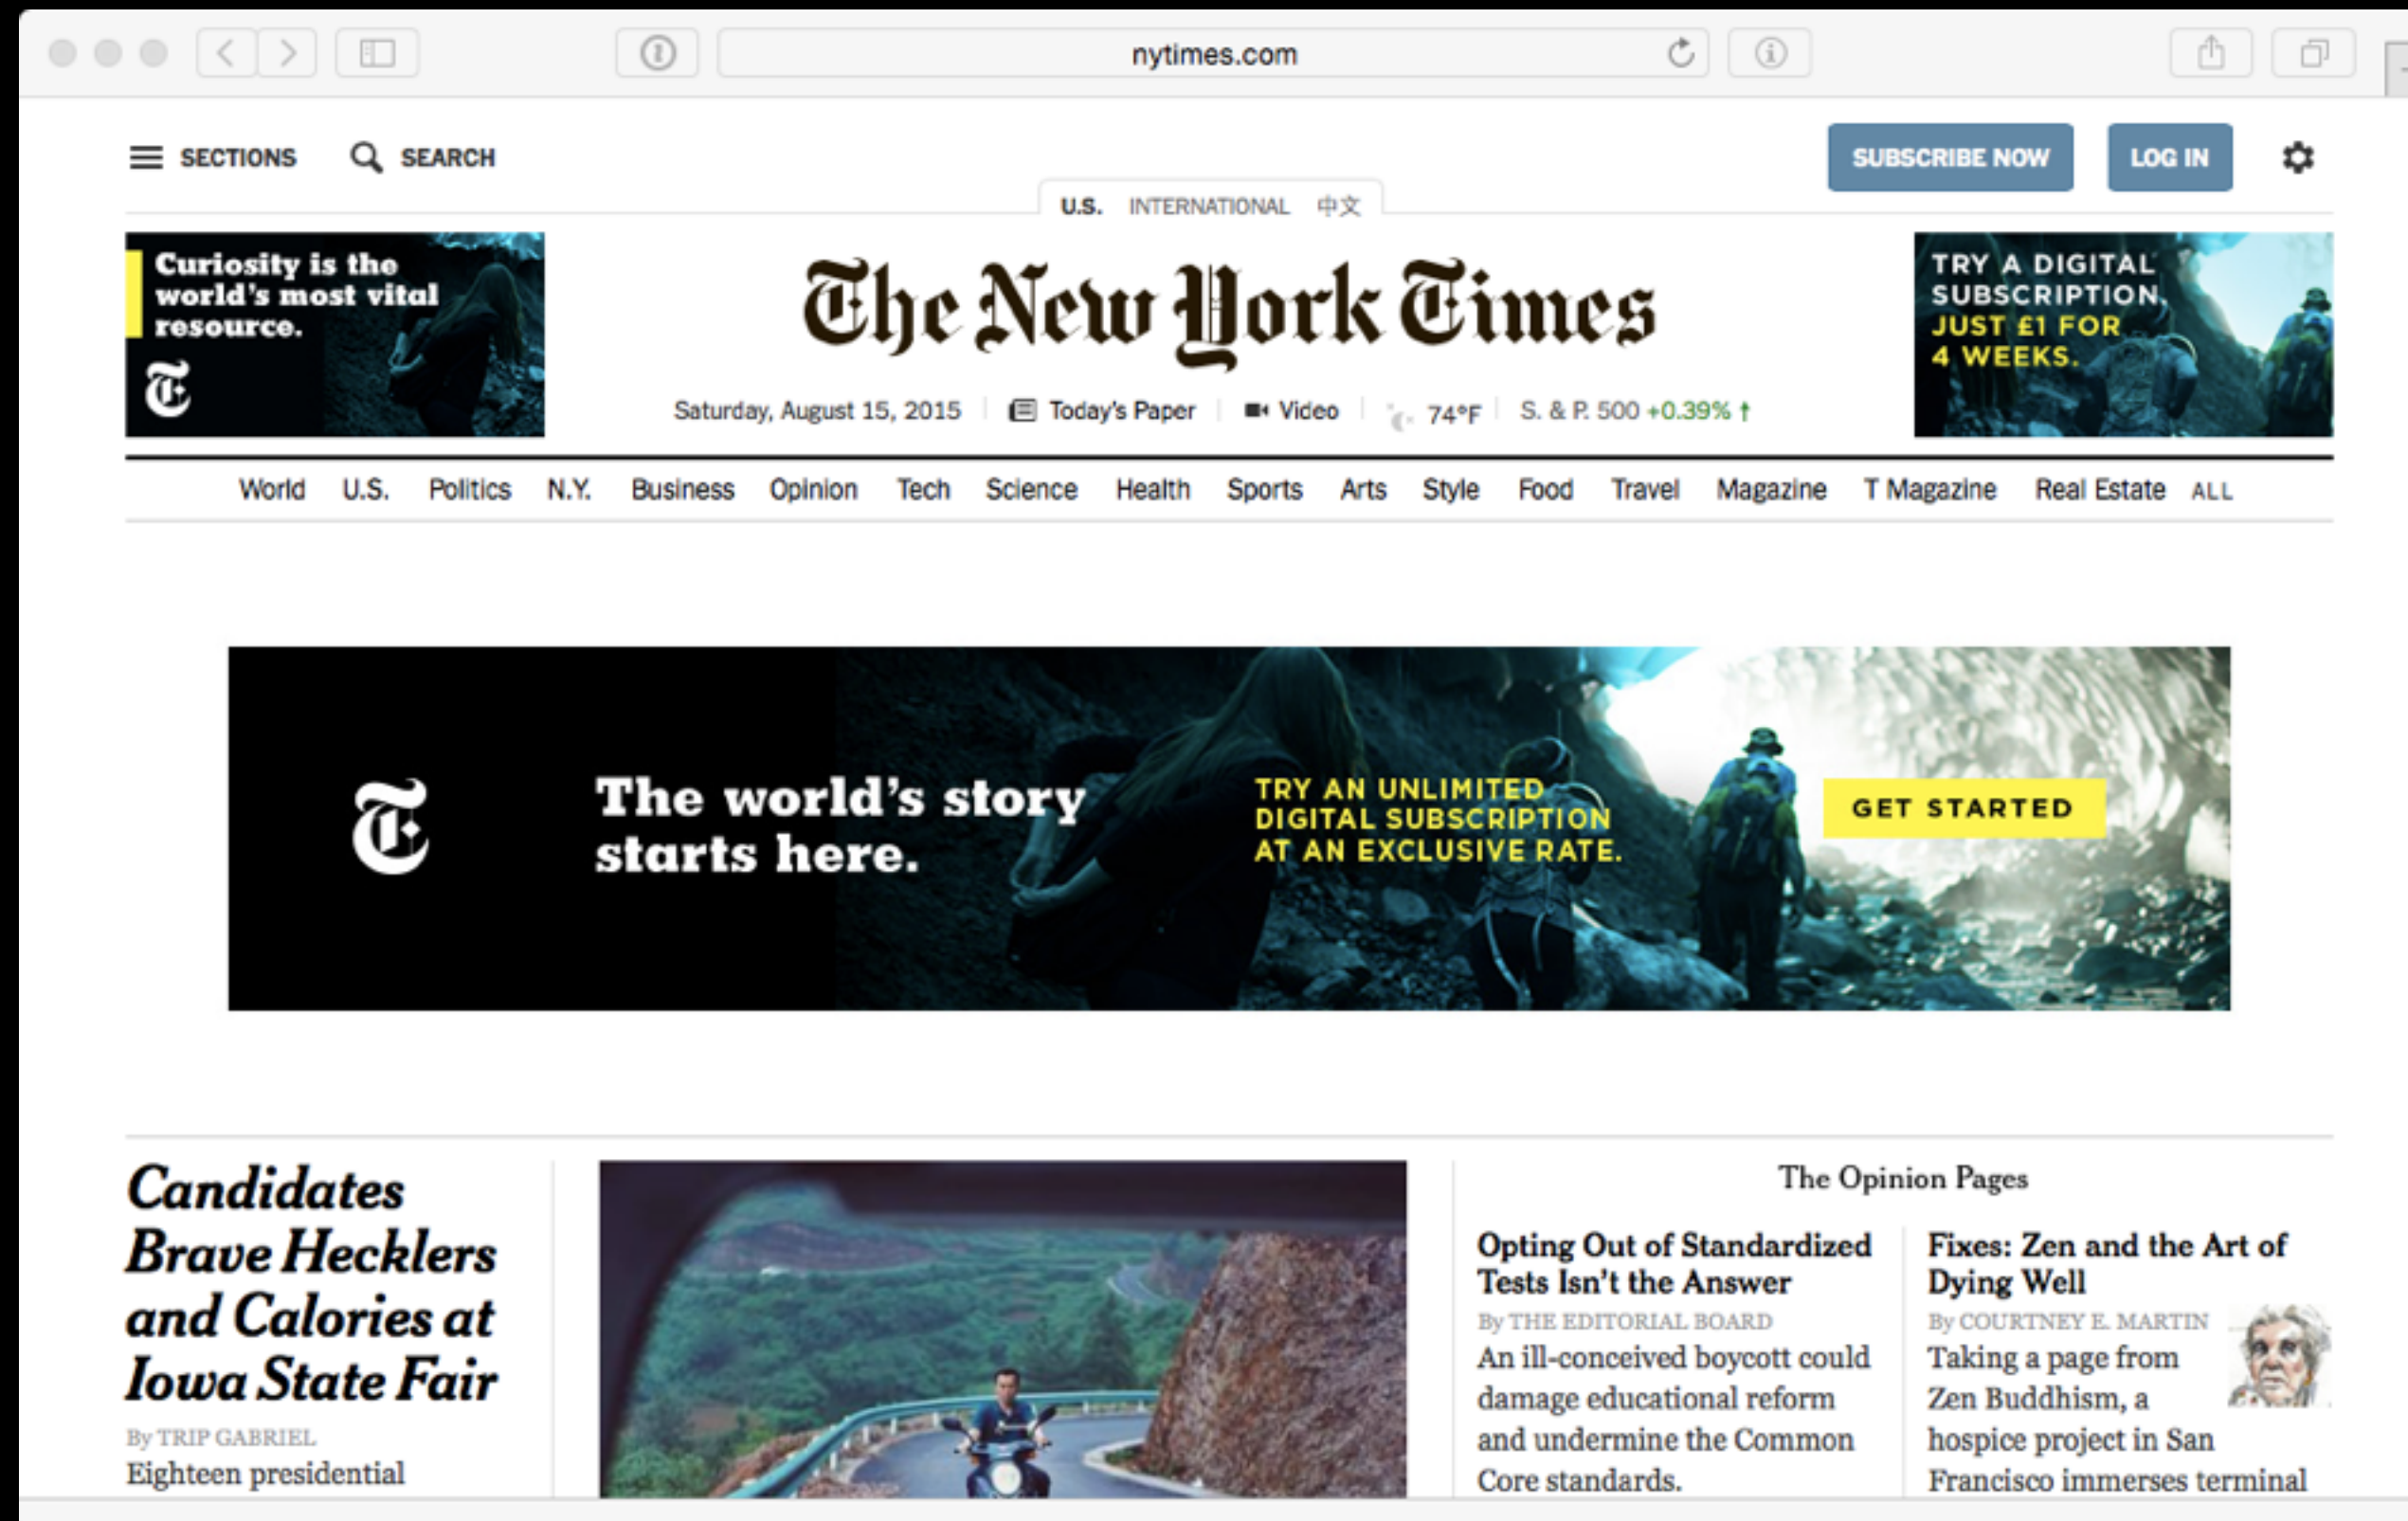 nytimes.com
SECTIONS SEARCH
SUBSCRIBE NOW LOG IN
U.S. INTERNATIONAL 中文
Curiosity is the
world's most vital
resource.
The New York Times
TRY A DIGITAL
SUBSCRIPTION.
JUST £1 FOR
4 WEEKS.
Saturday, August 15, 2015 Today's Paper Video 74°F S. & P. 500 +0.39% ↑
World U.S. Politics N.Y. Business Opinion Tech Science Health Sports Arts Style Food Travel Magazine T Magazine Real Estate ALL
T
The world's story
starts here.
TRY AN UNLIMITED
DIGITAL SUBSCRIPTION
AT AN EXCLUSIVE RATE.
GET STARTED
Candidates
Brave Hecklers
and Calories at
Iowa State Fair
By TRIP GABRIEL
Eighteen presidential
The Opinion Pages
Opting Out of Standardized
Tests Isn't the Answer
By THE EDITORIAL BOARD
An ill-conceived boycott could
damage educational reform
and undermine the Common
Core standards.
Fixes: Zen and the Art of
Dying Well
By COURTNEY E. MARTIN
Taking a page from
Zen Buddhism, a
hospice project in San
Francisco immerses terminal